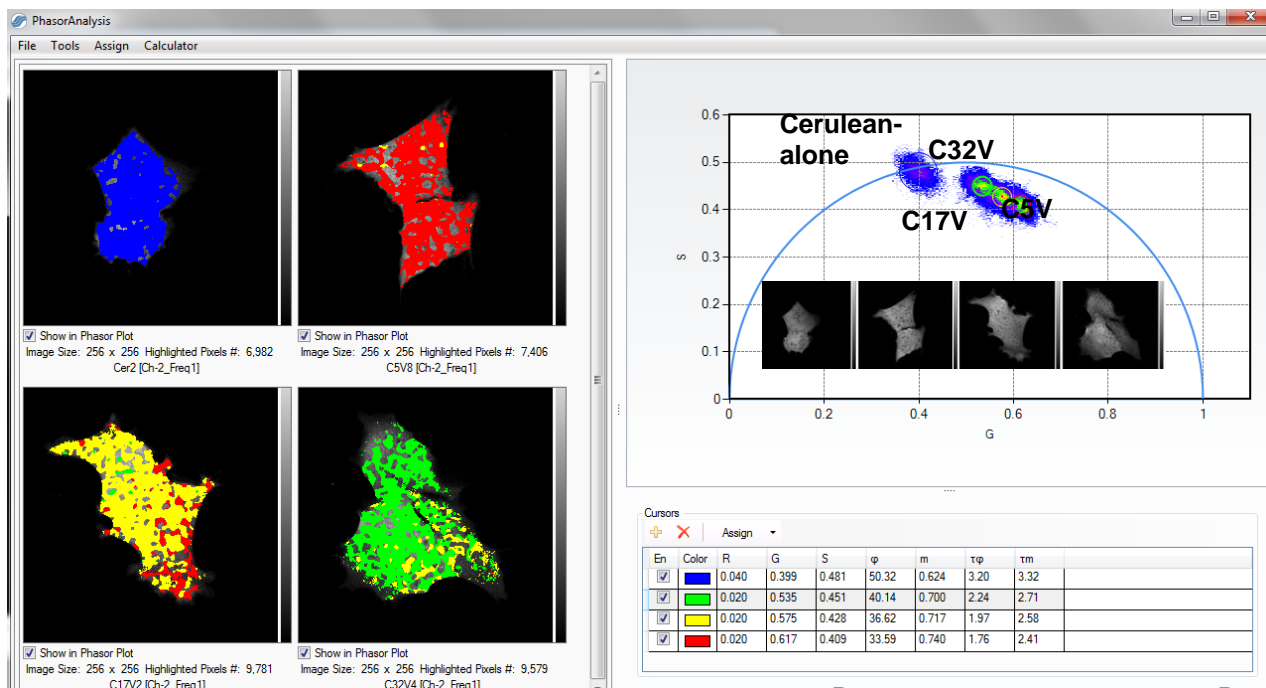 PhasorAnalysis
File Tools Assign Calculator
Show in Phasor Plot
Image Size: 256 x 256 Highlighted Pixels #: 6,982
Cer2 [Ch-2_Freq1]
Show in Phasor Plot
Image Size: 256 x 256 Highlighted Pixels #: 7,406
C5V8 [Ch-2_Freq1]
Show in Phasor Plot
Image Size: 256 x 256 Highlighted Pixels #: 9,781
C17V2 [Ch-2_Freq1]
Show in Phasor Plot
Image Size: 256 x 256 Highlighted Pixels #: 9,579
C32V4 [Ch-2_Freq1]
0.6
0.5
0.4
0.3
0.2
0.1
0
S
Cerulean-
alone
C32V
C17V
C5V
0 0.2 0.4 0.6 0.8 1
G
Cursors
Assign
En Color R G S φ m τφ τm
0.040 0.399 0.481 50.32 0.624 3.20 3.32
0.020 0.535 0.451 40.14 0.700 2.24 2.71
0.020 0.575 0.428 36.62 0.717 1.97 2.58
0.020 0.617 0.409 33.59 0.740 1.76 2.41